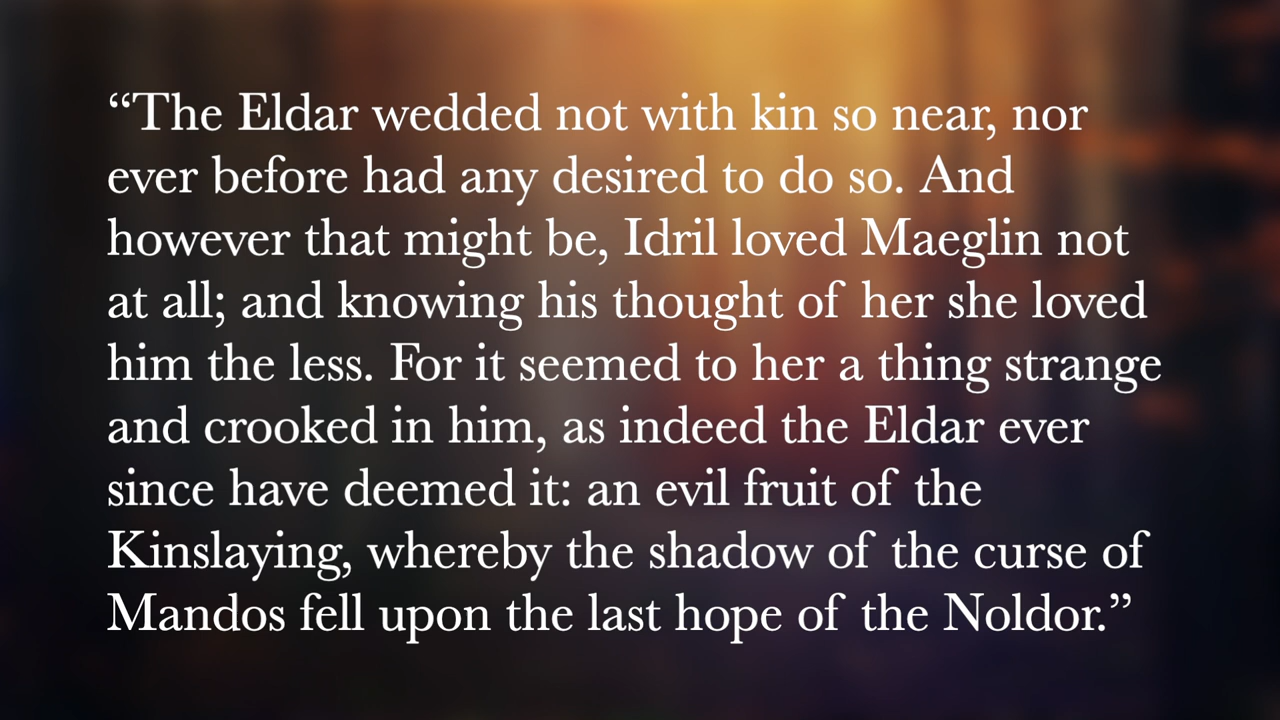 “The Eldar wedded not with kin so near, nor
ever before had any desired to do so. And
however that might be, Idril loved Maeglin not
at all; and knowing his thought of her she loved
him the less. For it seemed to her a thing strange
and crooked in him, as indeed the Eldar ever
since have deemed it: an evil fruit of the
Kinslaying, whereby the shadow of the curse of
Mandos fell upon the last hope of the Noldor.”